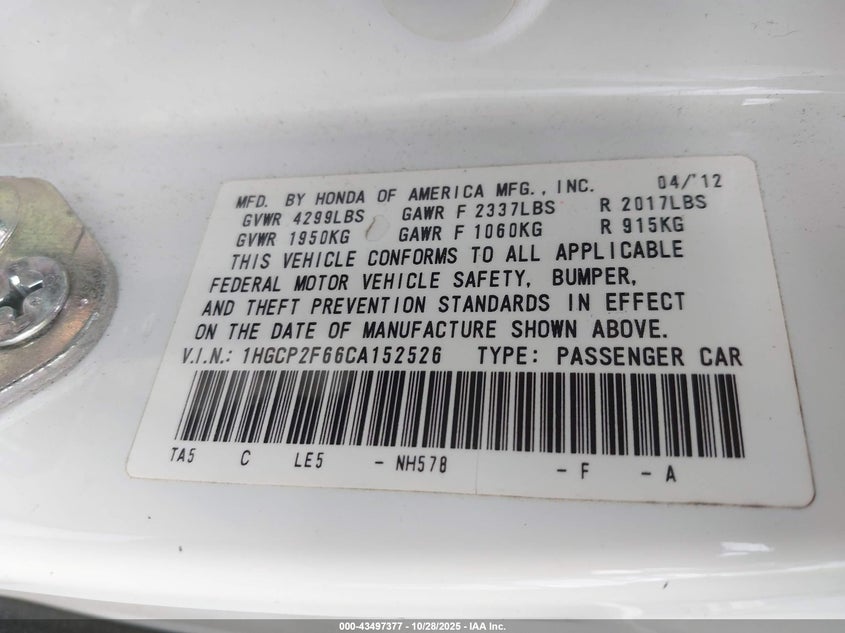 MFD. BY HONDA OF AMERICA MFG., INC. 04/'12
GVWR 4299LBS GAWR F 2337LBS R 2017LBS
GVWR 1950KG GAWR F 1060KG R 915KG
THIS VEHICLE CONFORMS TO ALL APPLICABLE
FEDERAL MOTOR VEHICLE SAFETY, BUMPER,
AND THEFT PREVENTION STANDARDS IN EFFECT
ON THE DATE OF MANUFACTURE SHOWN ABOVE.
V.I.N.: 1HGCP2F66CA152526 TYPE: PASSENGER CAR
TA5 C LE5 - NH578 - F - A
000-43497377 | 10/28/2025 - IAA Inc.